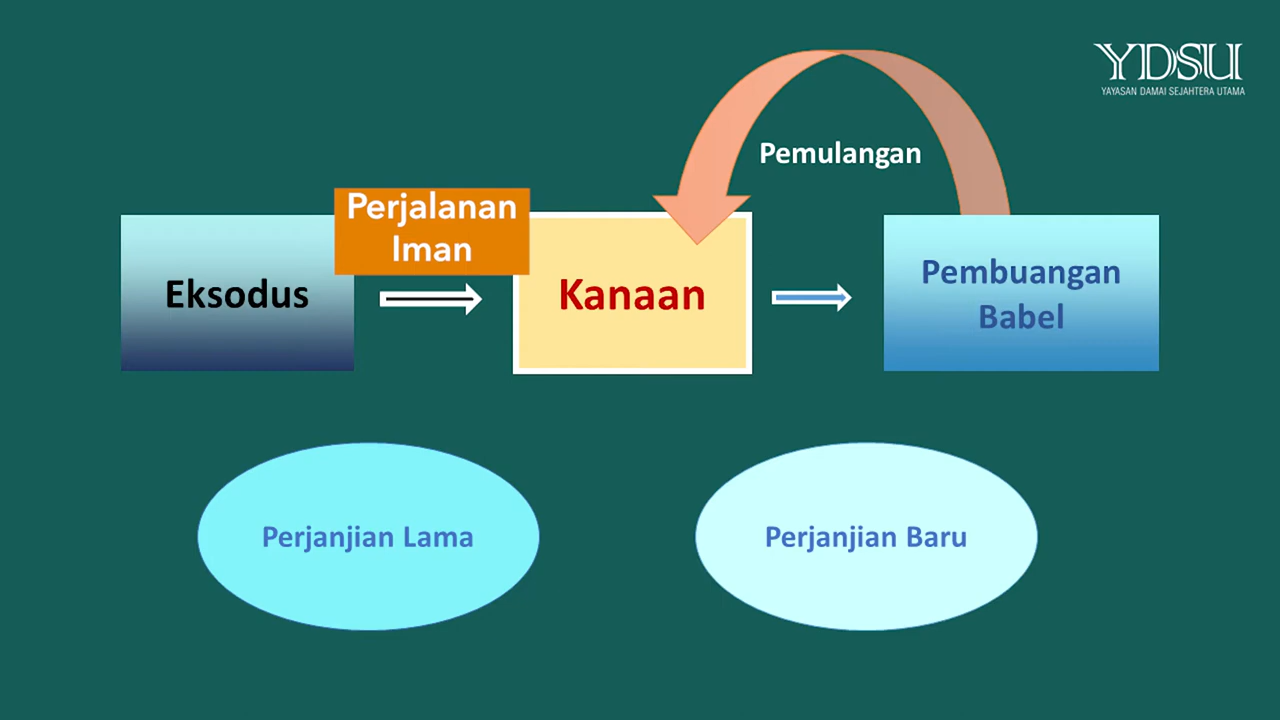 YDSU
YAYASAN DAMAI SEJAHTERA UTAMA
Pemulangan
Perjalanan
Iman
Eksodus
Kanaan
Pembuangan
Babel
Perjanjian Lama
Perjanjian Baru